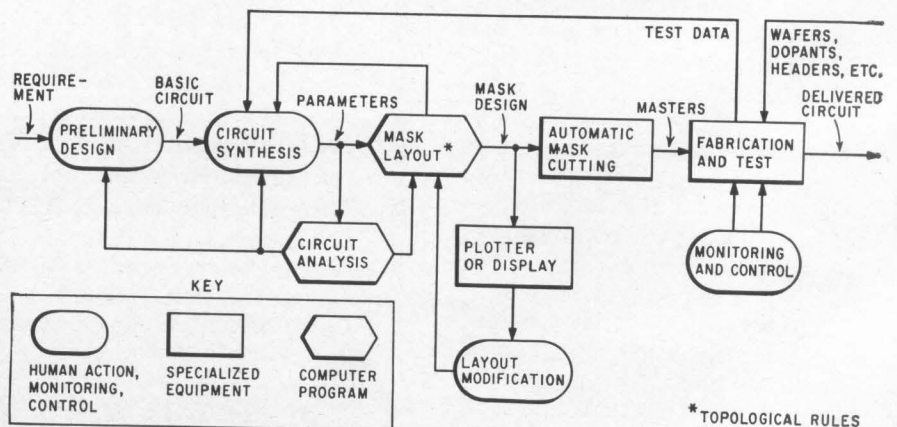 TEST DATA
WAFERS,
DOPANTS,
HEADERS, ETC.
REQUIRE-
MENT
BASIC
CIRCUIT
PARAMETERS
MASK
DESIGN
MASTERS
DELIVERED
CIRCUIT
PRELIMINARY
DESIGN
CIRCUIT
SYNTHESIS
MASK
LAYOUT*
AUTOMATIC
MASK
CUTTING
FABRICATION
AND TEST
CIRCUIT
ANALYSIS
PLOTTER
OR DISPLAY
MONITORING
AND CONTROL
KEY
HUMAN ACTION,
MONITORING,
CONTROL
SPECIALIZED
EQUIPMENT
COMPUTER
PROGRAM
LAYOUT
MODIFICATION
*TOPOLOGICAL RULES